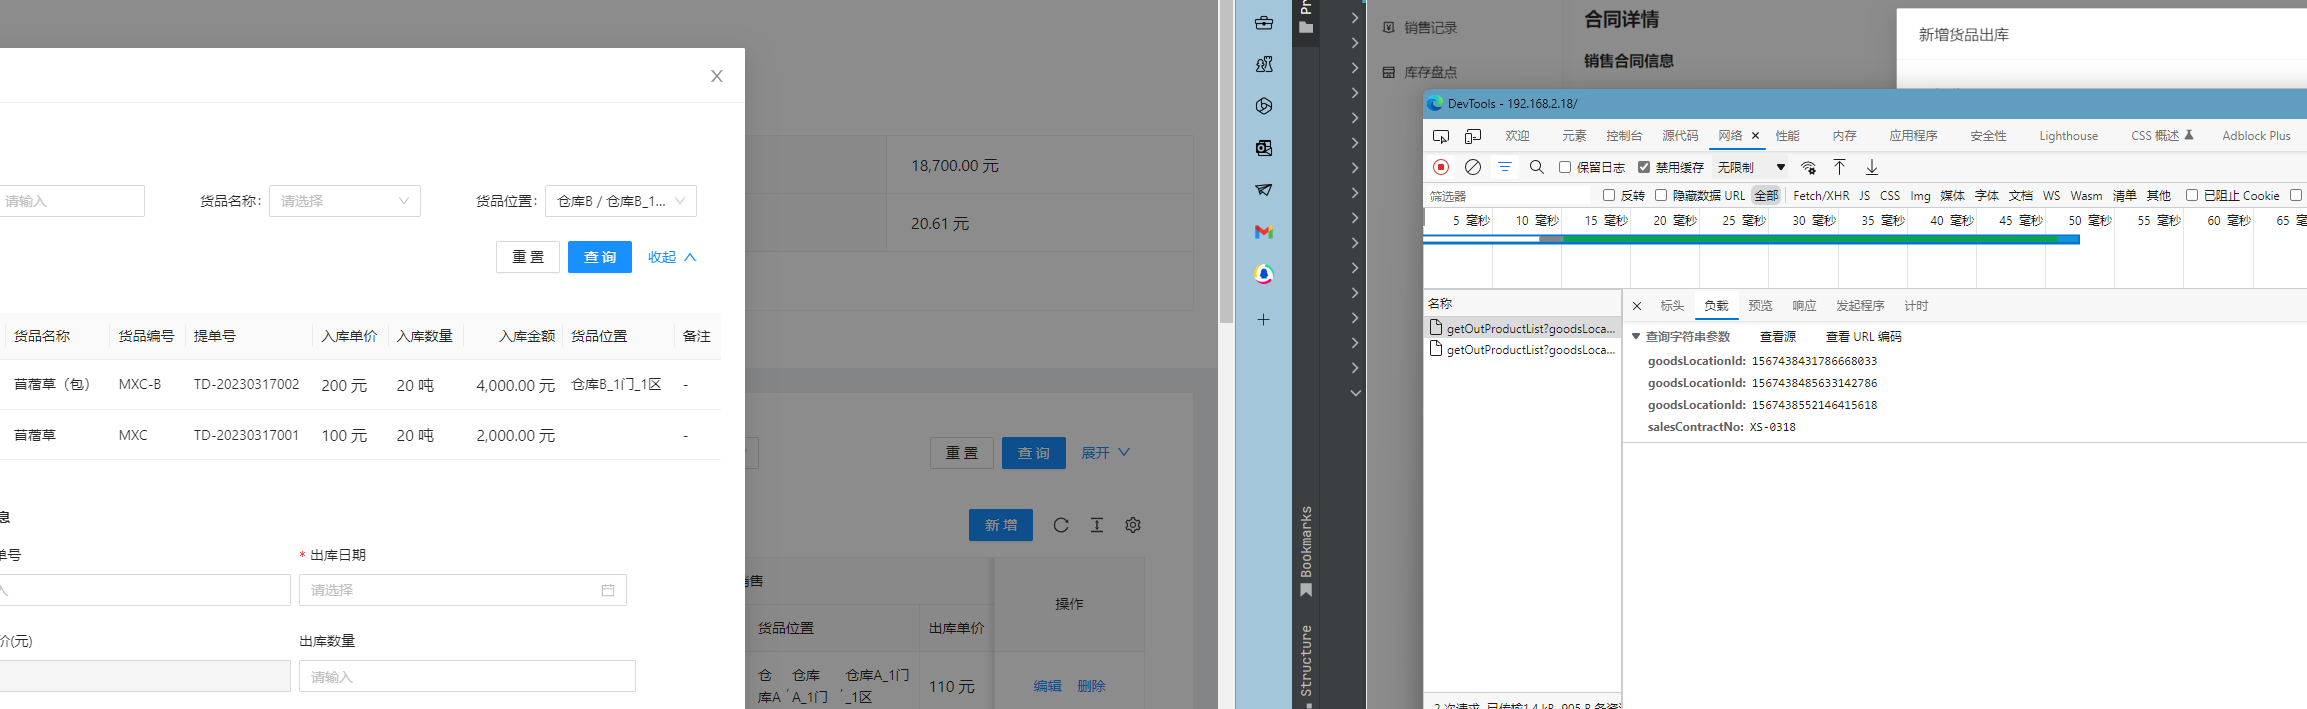 请输入
货品名称:
请选择
货品位置:
仓库B / 仓库B_1...
重 置
查 询
收起
货品名称
货品编号
提单号
入库单价
入库数量
入库金额
货品位置
备注
苜蓿草（包）
MXC-B
TD-20230317002
200 元
20 吨
4,000.00 元
仓库B_1门_1区
-
苜蓿草
MXC
TD-20230317001
100 元
20 吨
2,000.00 元
-
息
单号
* 出库日期
入
请选择
价(元)
出库数量
请输入
18,700.00 元
20.61 元
重 置
查 询
展开
新 增
销售
操作
货品位置
出库单价
仓库A
仓库A_1门
仓库A_1门_1区
110 元
编辑
删除
Bookmarks
Structure
销售记录
库存盘点
合同详情
销售合同信息
新增货品出库
DevTools - 192.168.2.18/
欢迎
元素
控制台
源代码
网络
性能
内存
应用程序
安全性
Lighthouse
CSS 概述
Adblock Plus
保留日志
禁用缓存
无限制
筛选器
反转
隐藏数据 URL
全部
Fetch/XHR
JS
CSS
Img
媒体
字体
文档
WS
Wasm
清单
其他
已阻止 Cookie
5 毫秒
10 毫秒
15 毫秒
20 毫秒
25 毫秒
30 毫秒
35 毫秒
40 毫秒
45 毫秒
50 毫秒
55 毫秒
60 毫秒
65 毫秒
名称
getOutProductList?goodsLoca...
getOutProductList?goodsLoca...
标头
负载
预览
响应
发起程序
计时
查询字符串参数
查看源
查看 URL 编码
goodsLocationId: 1567438431786668033
goodsLocationId: 1567438485633142786
goodsLocationId: 1567438552146415618
salesContractNo: XS-0318
2 次请求
已传输1.4 kB
905 B 条资源